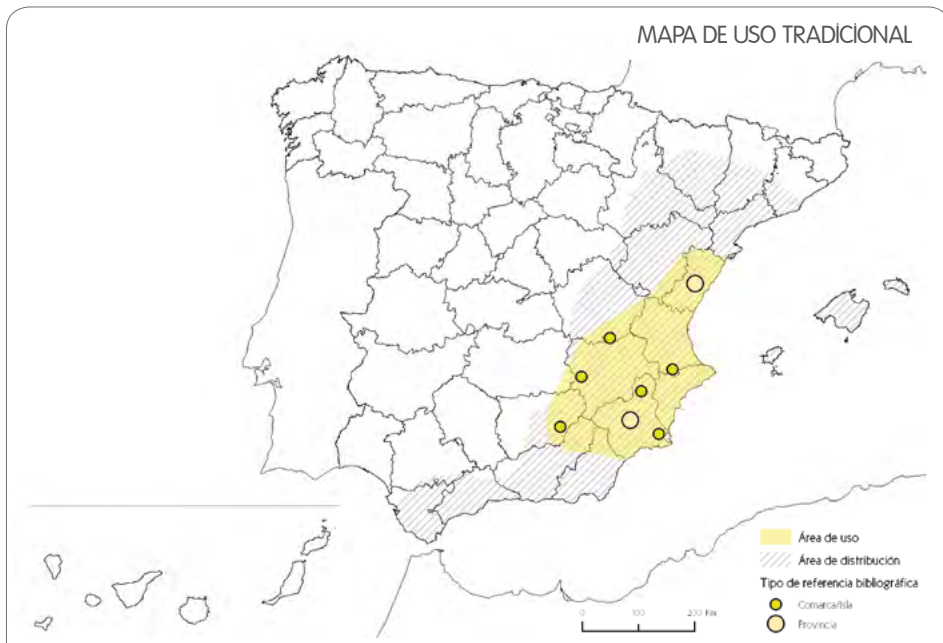 MAPA DE USO TRADICIONAL
Área de uso
Área de distribución
Tipo de referencia bibliográfica
Comarca/Isla
Provincia
0 100 200 Km